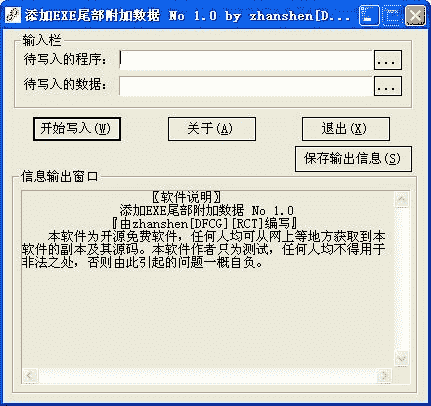 添加EXE尾部附加数据 No 1.0 by zhanshen[D...
输入栏
待写入的程序：
...
待写入的数据：
...
开始写入(W)
关于(A)
退出(X)
保存输出信息(S)
信息输出窗口
〖软件说明〗
添加EXE尾部附加数据 No 1.0
『由zhanshen[DFCG][RCT]编写』
本软件为开源免费软件，任何人均可从网上等地方获取到本
软件的副本及其源码。本软件作者只为测试，任何人均不得用于
非法之处，否则由此引起的问题一概自负。